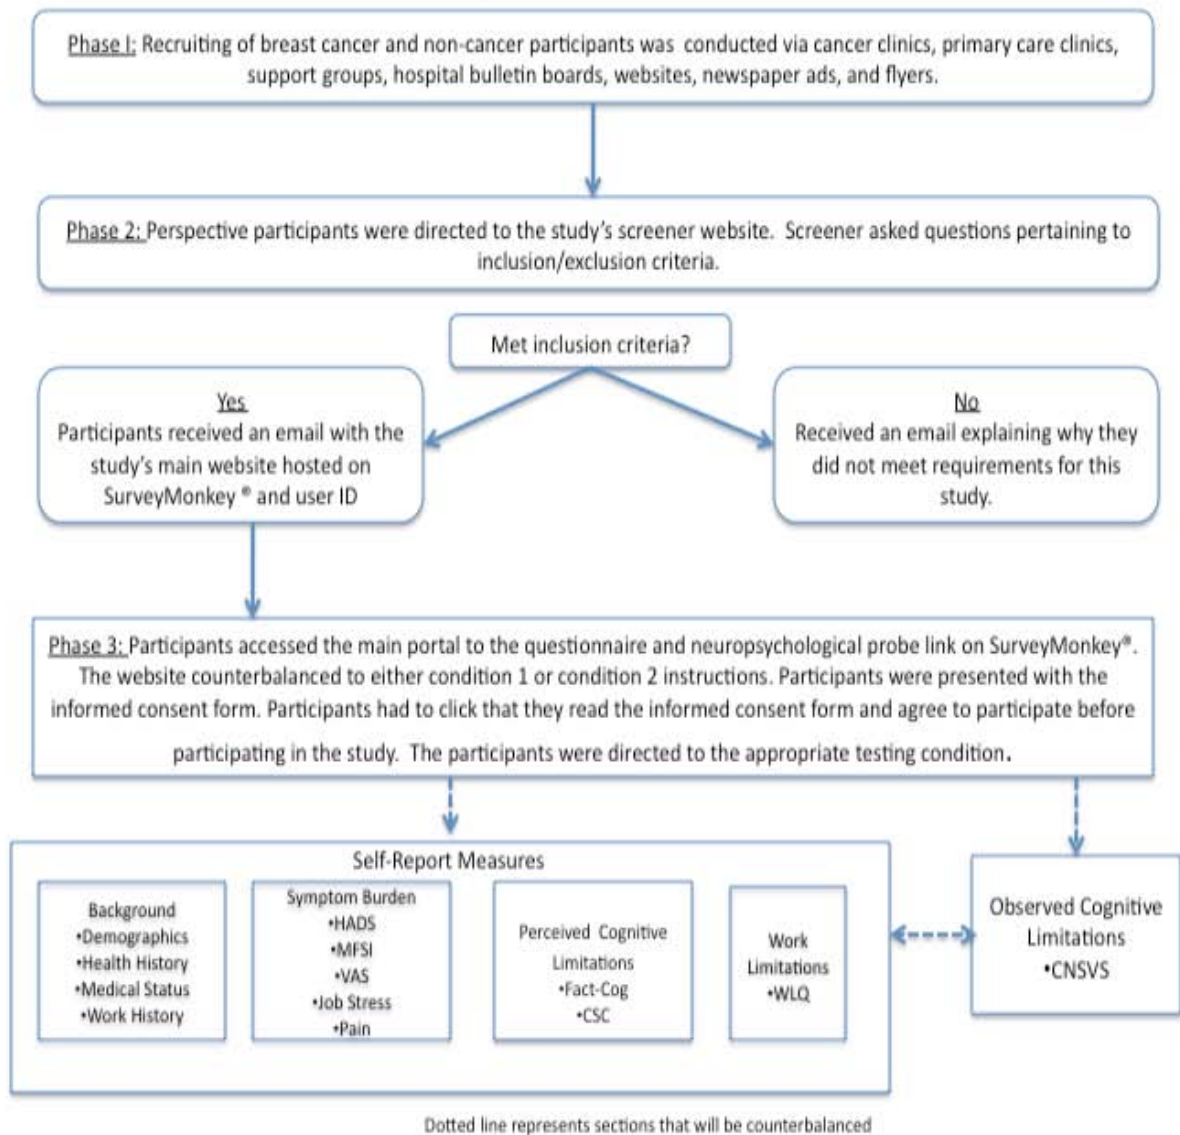 Phase I: Recruiting of breast cancer and non-cancer participants was conducted via cancer clinics, primary care clinics,
support groups, hospital bulletin boards, websites, newspaper ads, and flyers.
Phase 2: Perspective participants were directed to the study's screener website. Screener asked questions pertaining to
inclusion/exclusion criteria.
Met inclusion criteria?
Yes
Participants received an email with the
study's main website hosted on
SurveyMonkey ® and user ID
No
Received an email explaining why they
did not meet requirements for this
study.
Phase 3: Participants accessed the main portal to the questionnaire and neuropsychological probe link on SurveyMonkey®.
The website counterbalanced to either condition 1 or condition 2 instructions. Participants were presented with the
informed consent form. Participants had to click that they read the informed consent form and agree to participate before
participating in the study. The participants were directed to the appropriate testing condition.
Self-Report Measures
Background
•Demographics
•Health History
•Medical Status
•Work History
Symptom Burden
•HADS
•MFSI
•VAS
•Job Stress
•Pain
Perceived Cognitive
Limitations
•Fact-Cog
•CSC
Work
Limitations
•WLQ
Observed Cognitive
Limitations
•CNSVS
Dotted line represents sections that will be counterbalanced